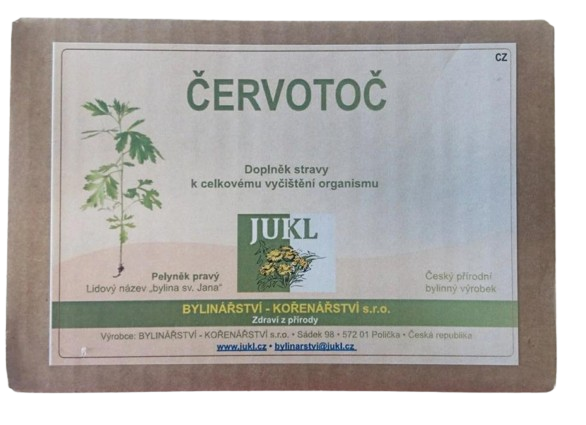 CZ
ČERVOTOČ
Doplněk stravy
k celkovému vyčištění organismu
JUKL
Pelyněk pravý
Lidový název „bylina sv. Jana“
Český přírodní
bylinný výrobek
BYLINÁŘSTVÍ - KOŘENÁŘSTVÍ s.r.o.
Zdraví z přírody
Výrobce: BYLINÁŘSTVÍ - KOŘENÁŘSTVÍ s.r.o. • Sádek 98 • 572 01 Polička • Česká republika
www.jukl.cz • bylinarstvi@jukl.cz